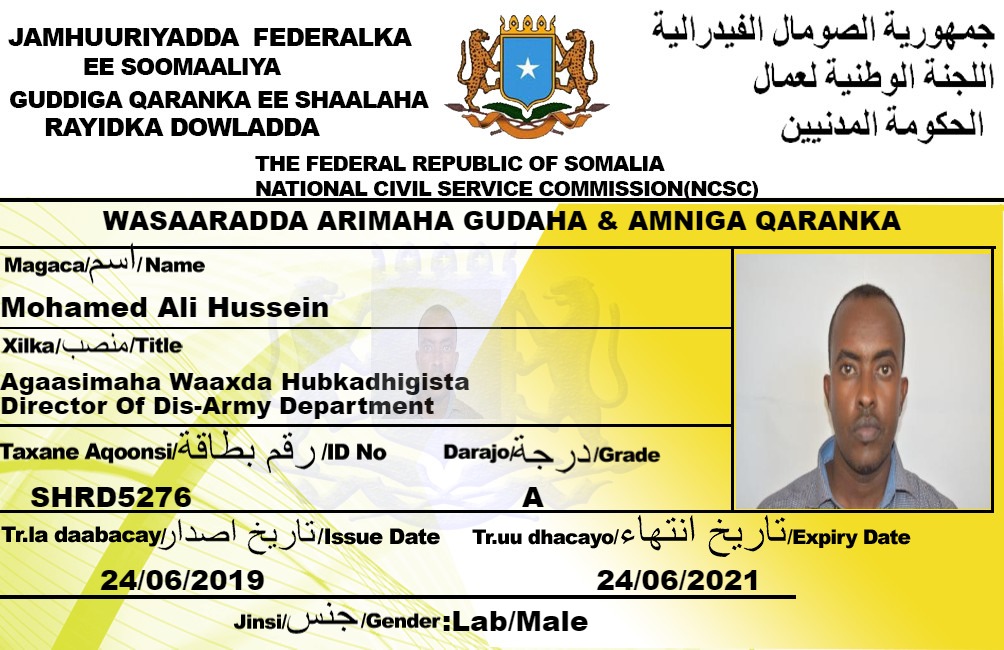 JAMHUURIYADDA FEDERALKA
EE SOOMAALIYA
GUDDIGA QARANKA EE SHAALAHA
RAYIDKA DOWLADDA
جمهورية الصومال الفيدرالية
اللجنة الوطنية لعمال
الحكومة المدنيين
THE FEDERAL REPUBLIC OF SOMALIA
NATIONAL CIVIL SERVICE COMMISSION(NCSC)
WASAARADDA ARIMAHA GUDAHA & AMNIGA QARANKA
Magaca/اسم/Name
Mohamed Ali Hussein
Xilka/منصب/Title
Agaasimaha Waaxda Hubkadhigista
Director Of Dis-Army Department
Taxane Aqoonsi/رقم بطاقة/ID No
Darajo/درجة/Grade
SHRD5276
A
Tr.la daabacay/تاريخ اصدار/Issue Date
Tr.uu dhacayo/تاريخ انتهاء/Expiry Date
24/06/2019
24/06/2021
Jinsi/جنس/Gender:Lab/Male